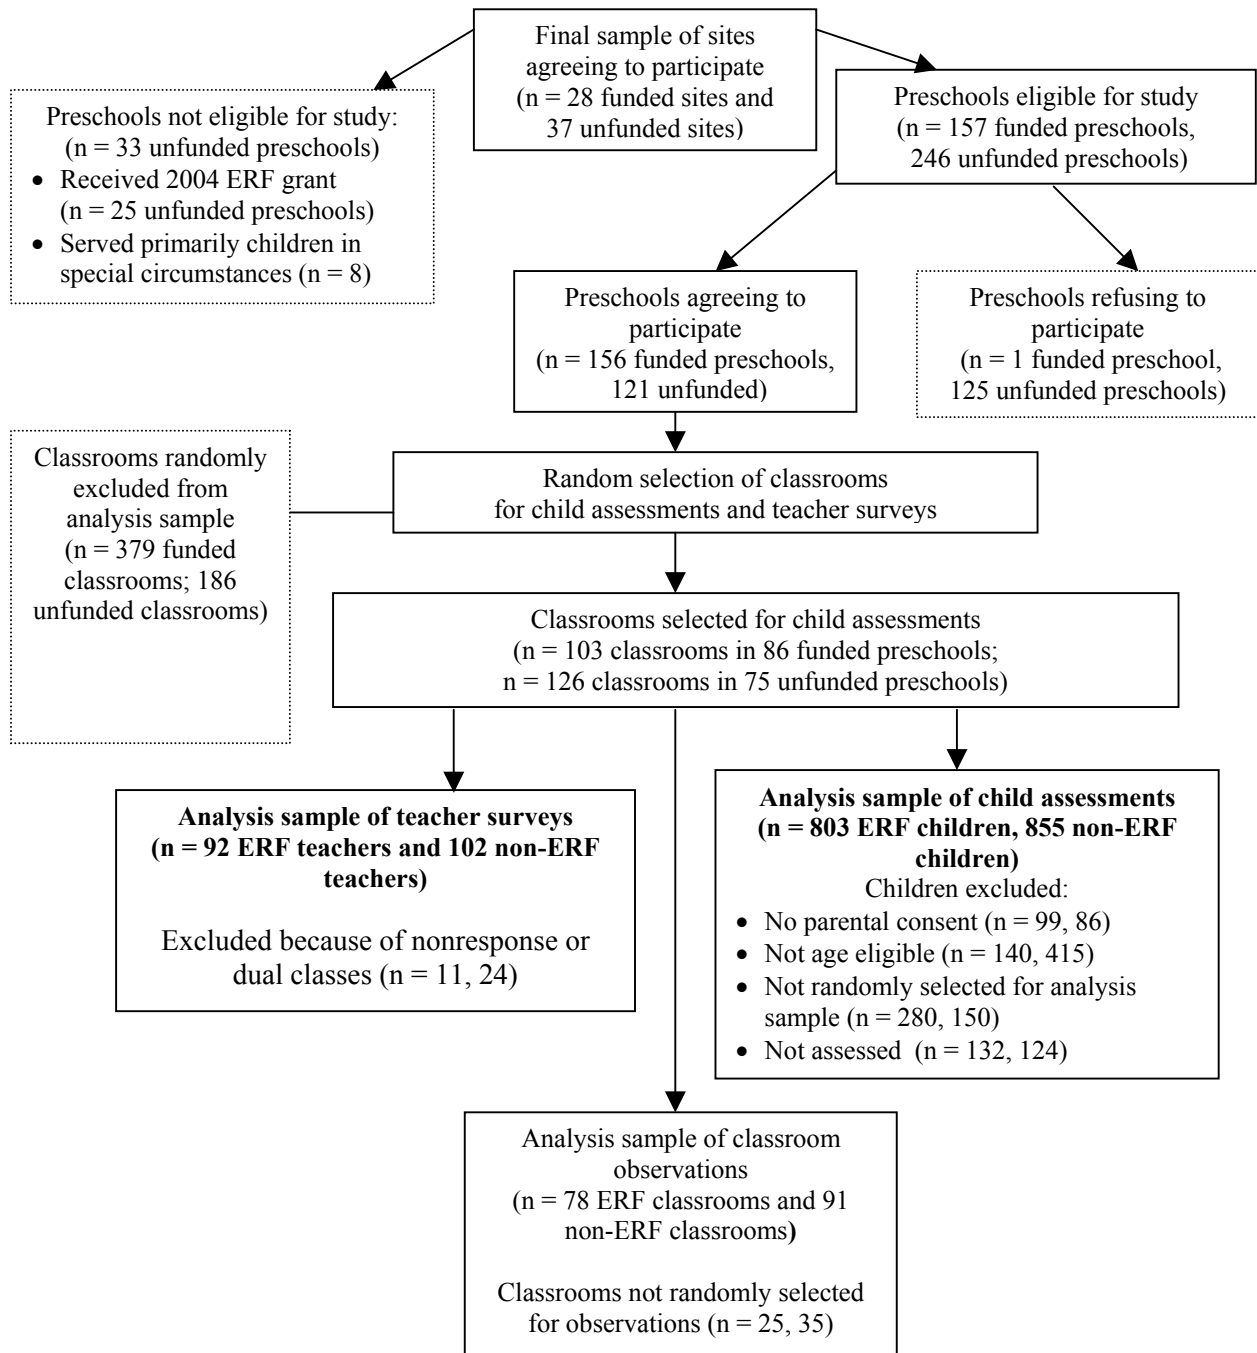 Final sample of sites
agreeing to participate
(n = 28 funded sites and
37 unfunded sites)
Preschools not eligible for study:
(n = 33 unfunded preschools)
• Received 2004 ERF grant
(n = 25 unfunded preschools)
• Served primarily children in
special circumstances (n = 8)
Preschools eligible for study
(n = 157 funded preschools,
246 unfunded preschools)
Preschools agreeing to
participate
(n = 156 funded preschools,
121 unfunded)
Preschools refusing to
participate
(n = 1 funded preschool,
125 unfunded preschools)
Classrooms randomly
excluded from
analysis sample
(n = 379 funded
classrooms; 186
unfunded classrooms)
Random selection of classrooms
for child assessments and teacher surveys
Classrooms selected for child assessments
(n = 103 classrooms in 86 funded preschools;
n = 126 classrooms in 75 unfunded preschools)
Analysis sample of teacher surveys
(n = 92 ERF teachers and 102 non-ERF
teachers)
Excluded because of nonresponse or
dual classes (n = 11, 24)
Analysis sample of child assessments
(n = 803 ERF children, 855 non-ERF
children)
Children excluded:
• No parental consent (n = 99, 86)
• Not age eligible (n = 140, 415)
• Not randomly selected for analysis
sample (n = 280, 150)
• Not assessed (n = 132, 124)
Analysis sample of classroom
observations
(n = 78 ERF classrooms and 91
non-ERF classrooms)
Classrooms not randomly selected
for observations (n = 25, 35)